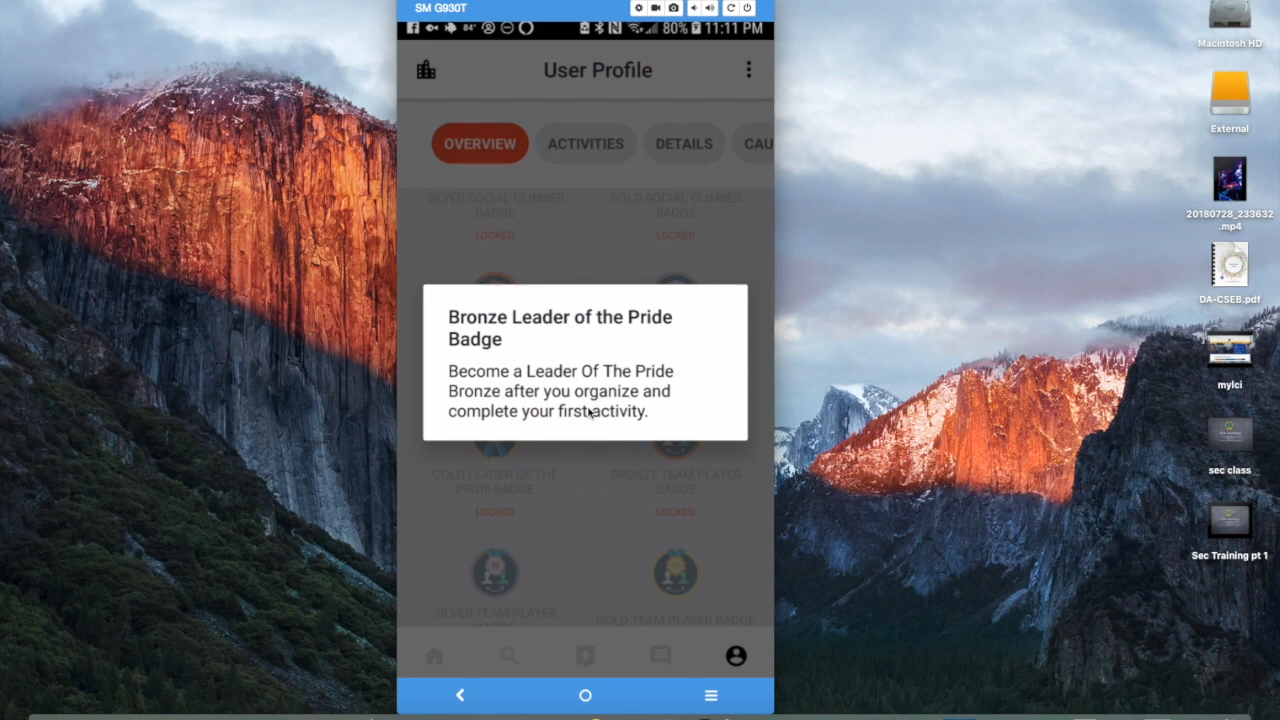 SM G930T
84°
80%
11:11 PM
User Profile
OVERVIEW
ACTIVITIES
DETAILS
CAU
SILVER SOCIAL CLIMBER
BADGE
LOCKED
GOLD SOCIAL CLIMBER
BADGE
LOCKED
Bronze Leader of the Pride
Badge
Become a Leader Of The Pride
Bronze after you organize and
complete your first activity.
GOLD LEADER OF THE
PRIDE BADGE
LOCKED
BRONZE TEAM PLAYER
BADGE
LOCKED
SILVER TEAM PLAYER
BADGE
GOLD TEAM PLAYER BADGE
Macintosh HD
External
20180728_233632
.mp4
DA-CSEB.pdf
mylci
sec class
Sec Training pt 1